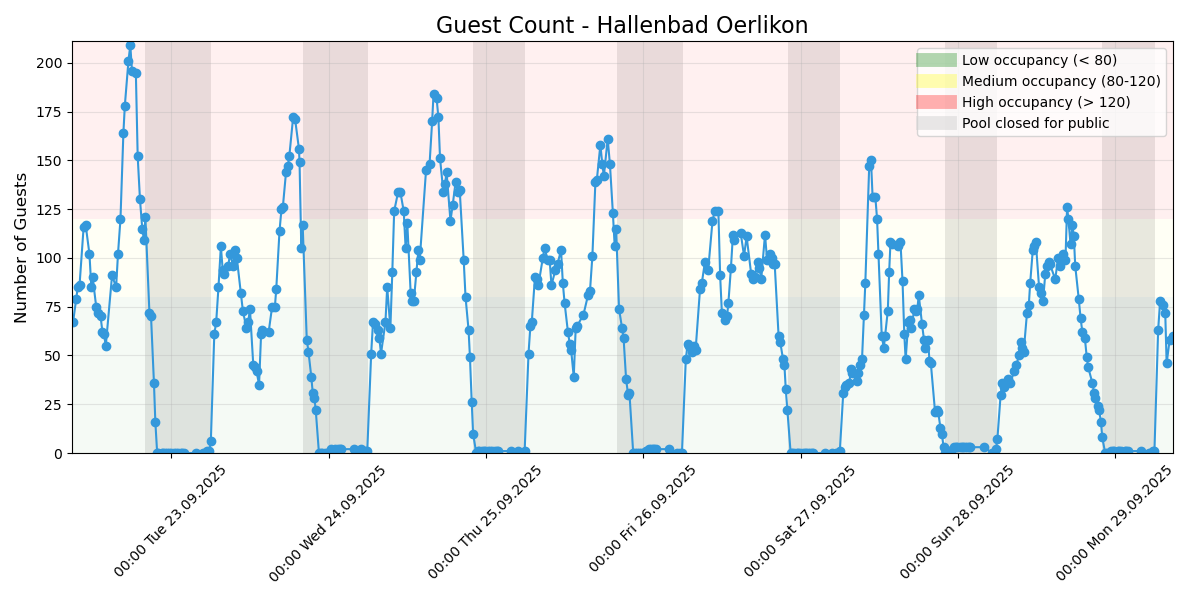 Guest Count - Hallenbad Oerlikon
Number of Guests
200
175
150
125
100
75
50
25
0
Low occupancy (< 80)
Medium occupancy (80-120)
High occupancy (> 120)
Pool closed for public
00:00 Tue 23.09.2025
00:00 Wed 24.09.2025
00:00 Thu 25.09.2025
00:00 Fri 26.09.2025
00:00 Sat 27.09.2025
00:00 Sun 28.09.2025
00:00 Mon 29.09.2025